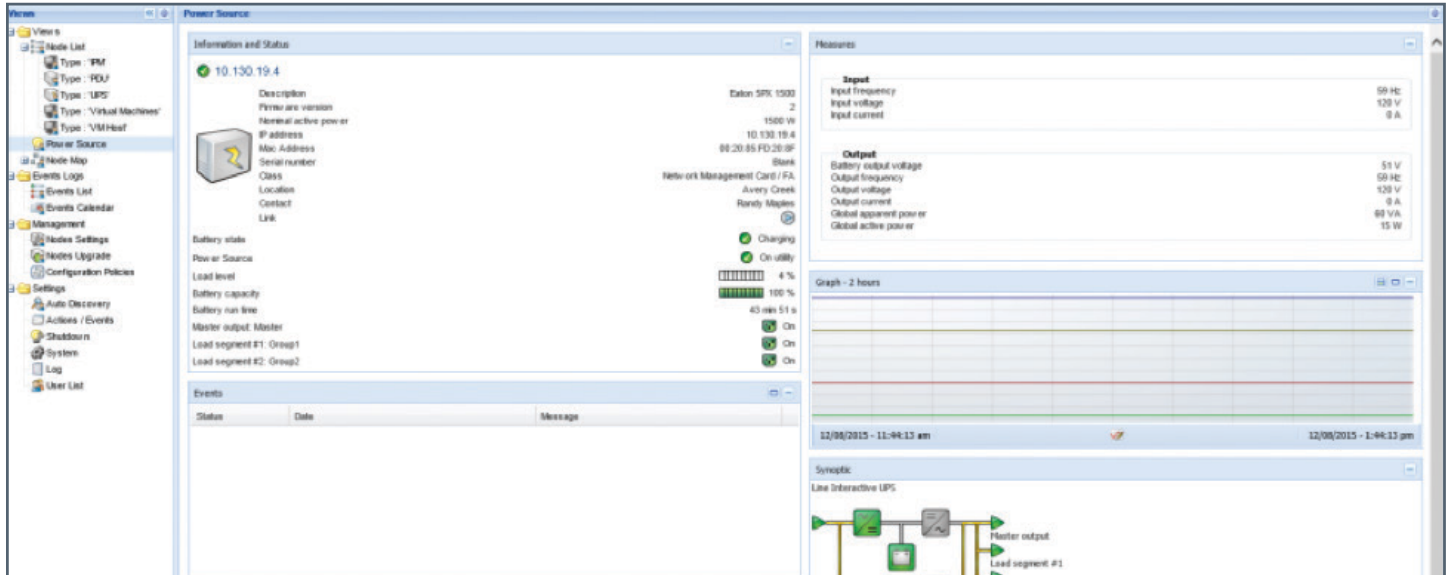 Views
Power Source
Views
Node List
Type : 'IPM'
Type : 'PDU'
Type : 'UPS'
Type : 'Virtual Machines'
Type : 'VM Host'
Power Source
Node Map
Events Logs
Events List
Events Calendar
Management
Nodes Settings
Nodes Upgrade
Configuration Policies
Settings
Auto Discovery
Actions / Events
Shutdown
System
Log
User List
Information and Status
10.130.19.4
Description Eaton 5PX 1500
Firmware version 2
Nominal active power 1500 W
IP address 10.130.19.4
Mac Address 00:20:85:FD:20:8F
Serial number Blank
Class Network Management Card / FA
Location Avery Creek
Contact Randy Maples
Link
Battery state Charging
Power Source On utility
Load level 4 %
Battery capacity 100 %
Battery run time 43 min 51 s
Master output: Master On
Load segment #1: Group1 On
Load segment #2: Group2 On
Events
Status Date Message
Measures
Input
Input frequency 59 Hz
Input voltage 120 V
Input current 0 A
Output
Battery output voltage 51 V
Output frequency 59 Hz
Output voltage 120 V
Output current 0 A
Global apparent power 60 VA
Global active power 15 W
Graph - 2 hours
12/08/2015 - 11:44:13 am 12/08/2015 - 1:44:13 pm
Synoptic
Line Interactive UPS
Master output
Load segment #1